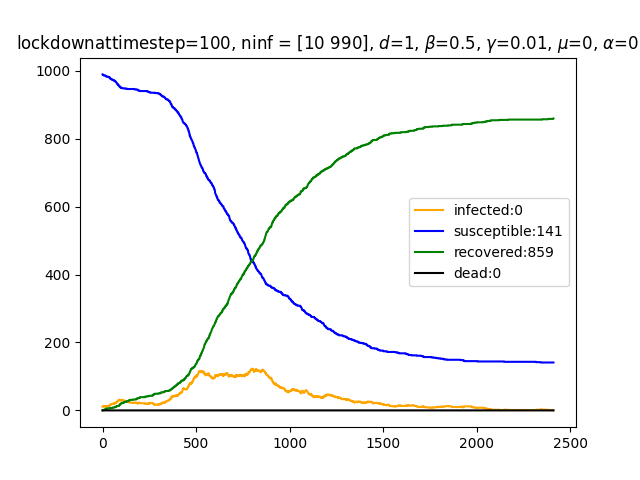 lockdownattimestep=100, ninf = [10 990], d=1, β=0.5, γ=0.01, μ=0, α=0
1000
800
600
400
200
0
infected:0
susceptible:141
recovered:859
dead:0
0 500 1000 1500 2000 2500